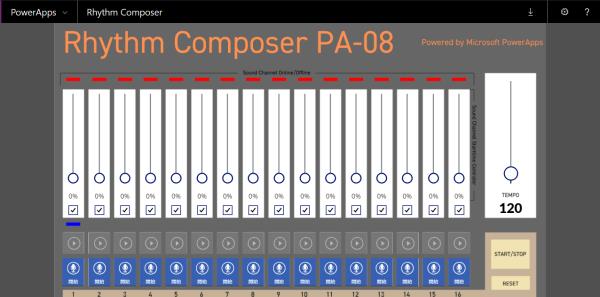 PowerApps Rhythm Composer
Rhythm Composer PA-08
Powered by Microsoft PowerApps
Sound Channel Online/Offline
0% 0% 0% 0% 0% 0% 0% 0% 0% 0% 0% 0% 0% 0% 0% 0%
TEMPO
120
START/STOP
開始 開始 開始 開始 開始 開始 開始 開始 開始 開始 開始 開始 開始 開始 開始 開始
RESET
1 2 3 4 5 6 7 8 9 10 11 12 13 14 15 16